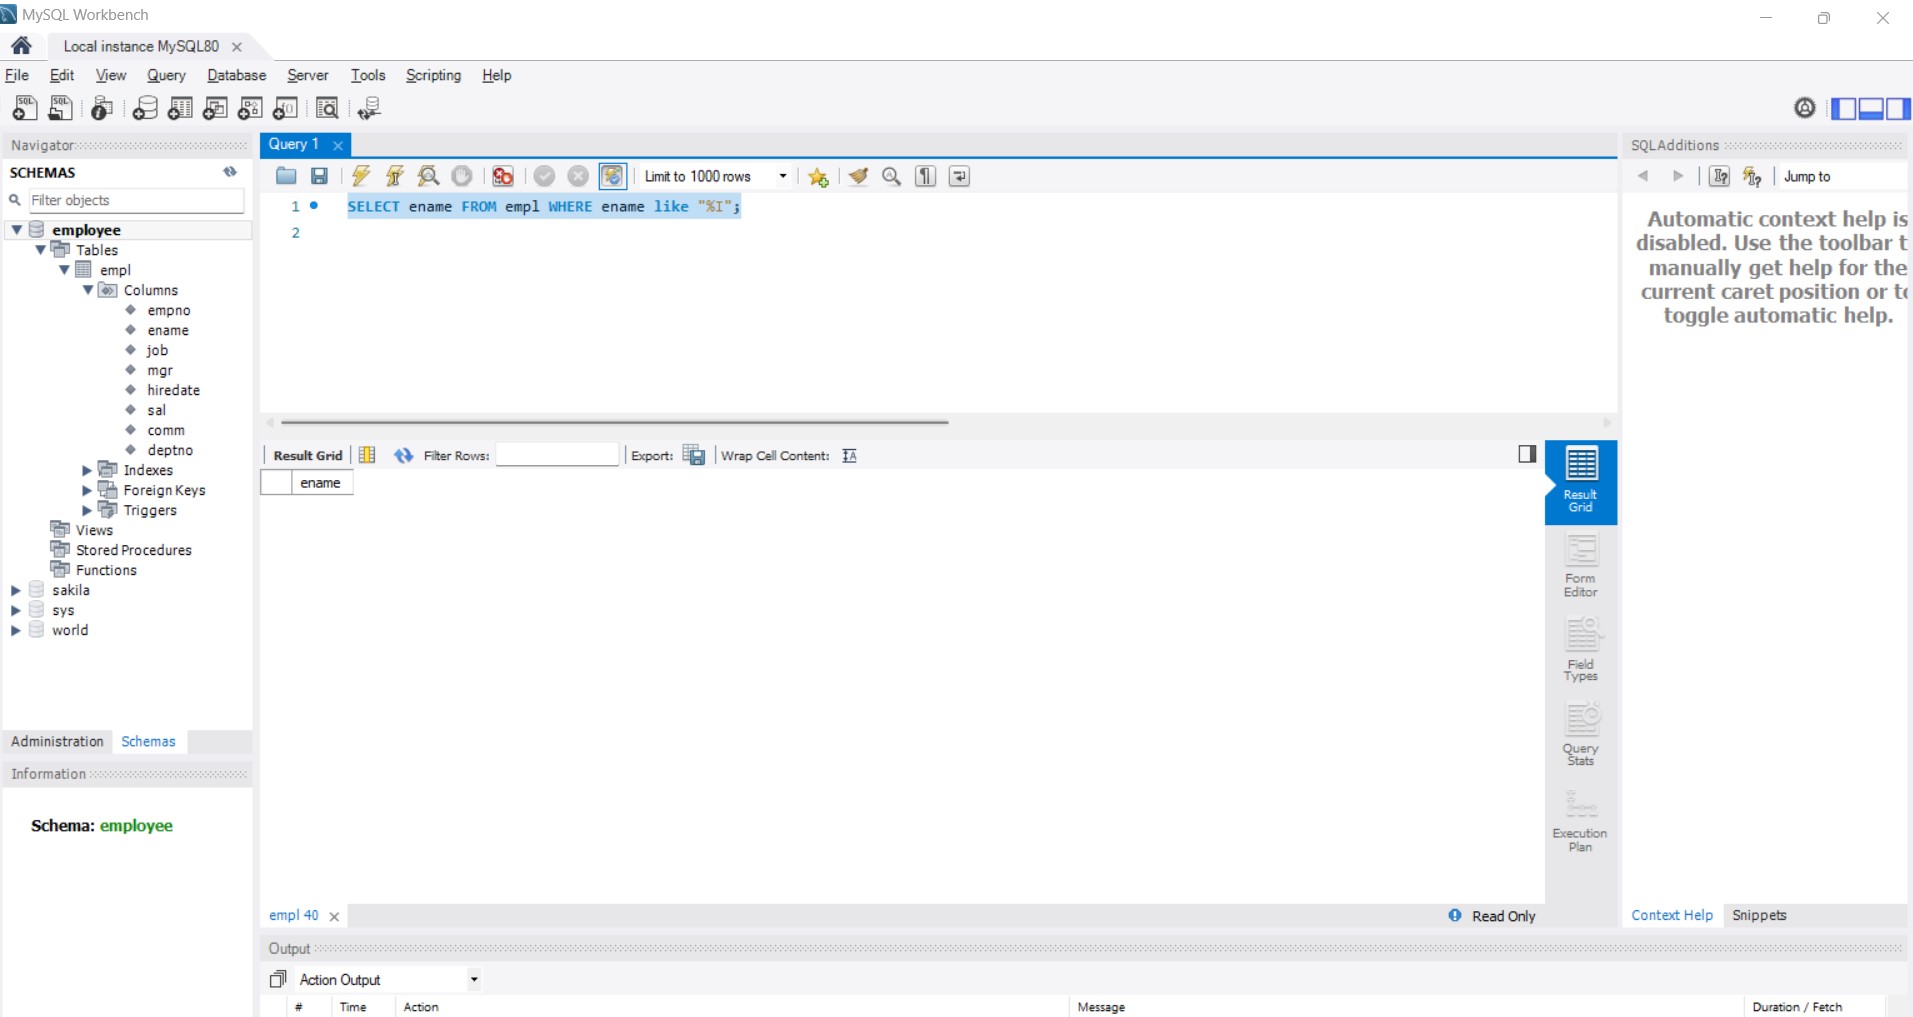 MySQL Workbench
Local instance MySQL80
File Edit View Query Database Server Tools Scripting Help
Navigator
SCHEMAS
Filter objects
employee
Tables
empl
Columns
empno
ename
job
mgr
hiredate
sal
comm
deptno
Indexes
Foreign Keys
Triggers
Views
Stored Procedures
Functions
sakila
sys
world
Administration Schemas
Information
Schema: employee
Query 1
Limit to 1000 rows
1 SELECT ename FROM empl WHERE ename like "%I";
2
Result Grid Filter Rows: Export: Wrap Cell Content:
ename
Result
Grid
Form
Editor
Field
Types
Query
Stats
Execution
Plan
empl 40
Read Only
Output
Action Output
# Time Action Message Duration / Fetch
SQLAdditions
Jump to
Automatic context help is
disabled. Use the toolbar t
manually get help for the
current caret position or to
toggle automatic help.
Context Help Snippets